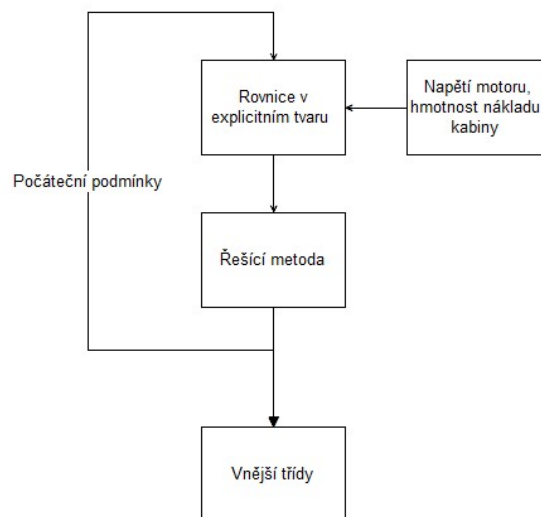 Rovnice v
explicitním tvaru
Napětí motoru,
hmotnost nákladu
kabiny
Počáteční podmínky
Řešící metoda
Vnější třídy